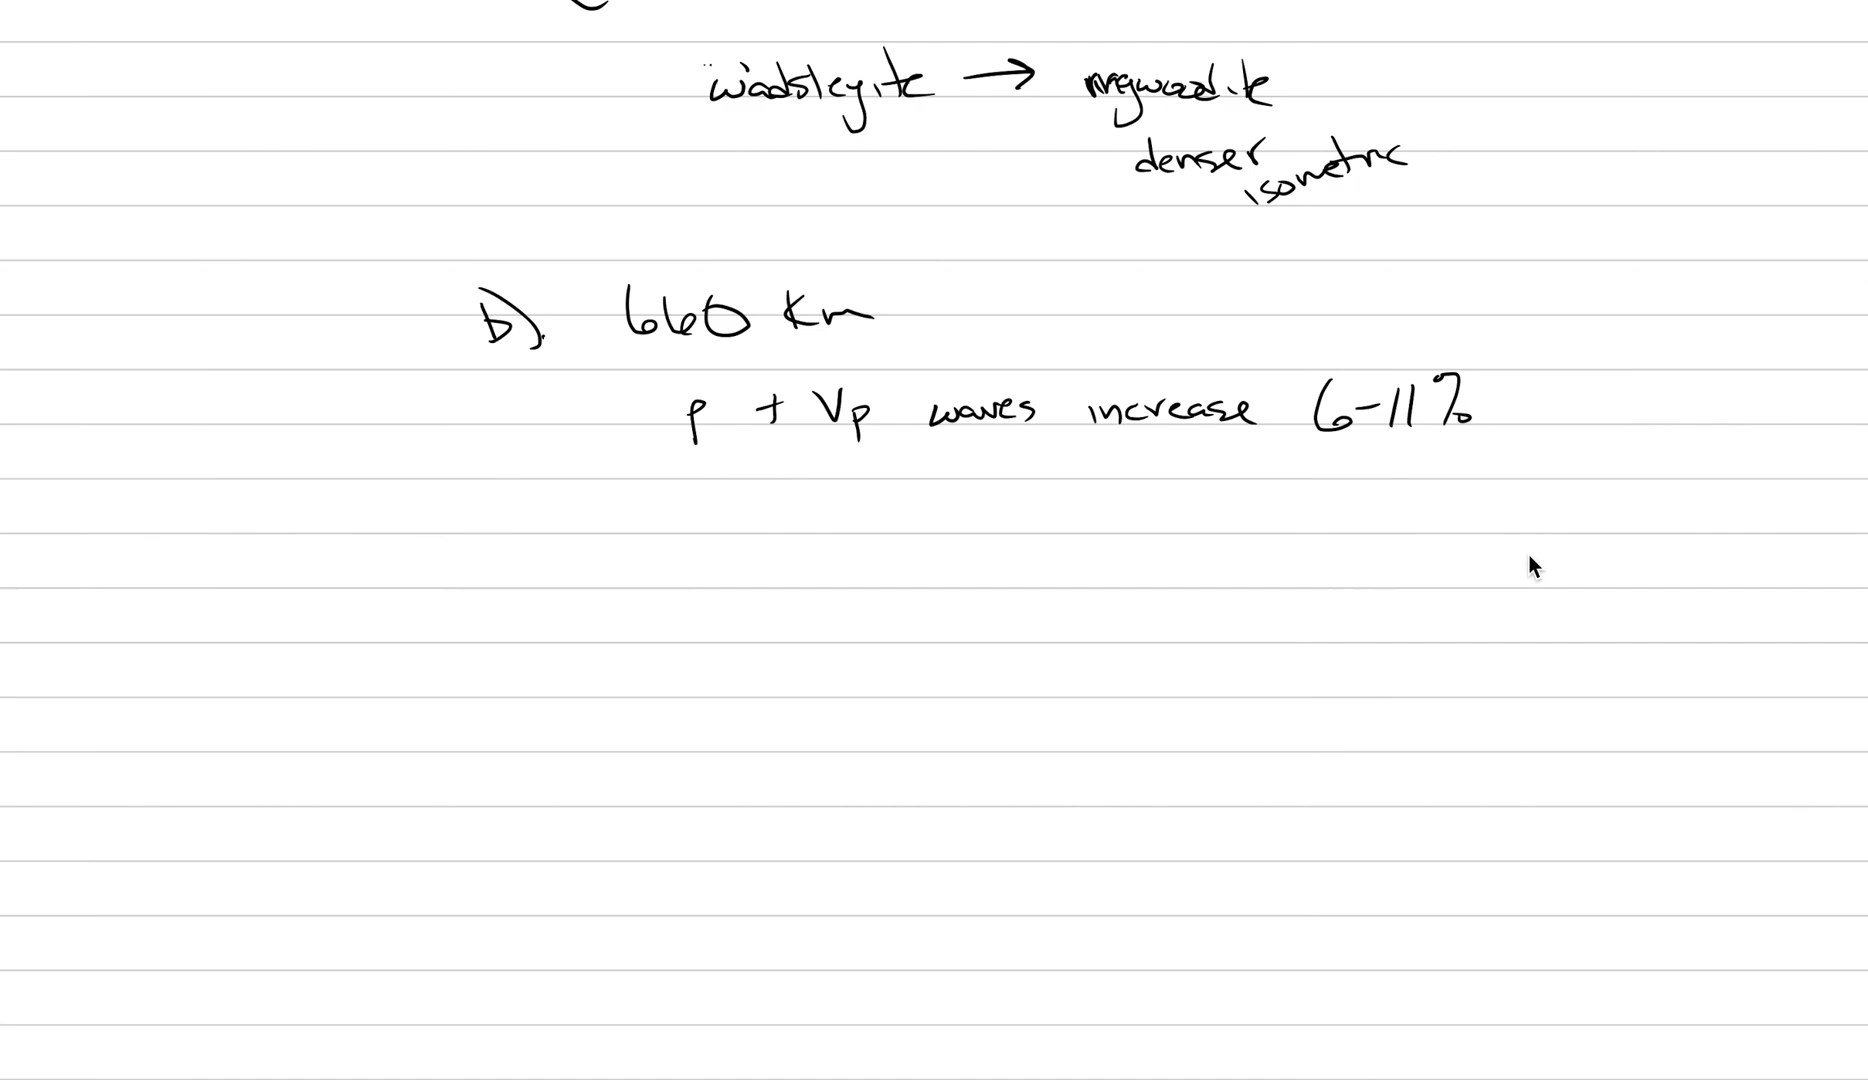 wadsleyite → ringwoodite
denser
isometric
D). 660 km
ρ + Vp waves increase 6-11%